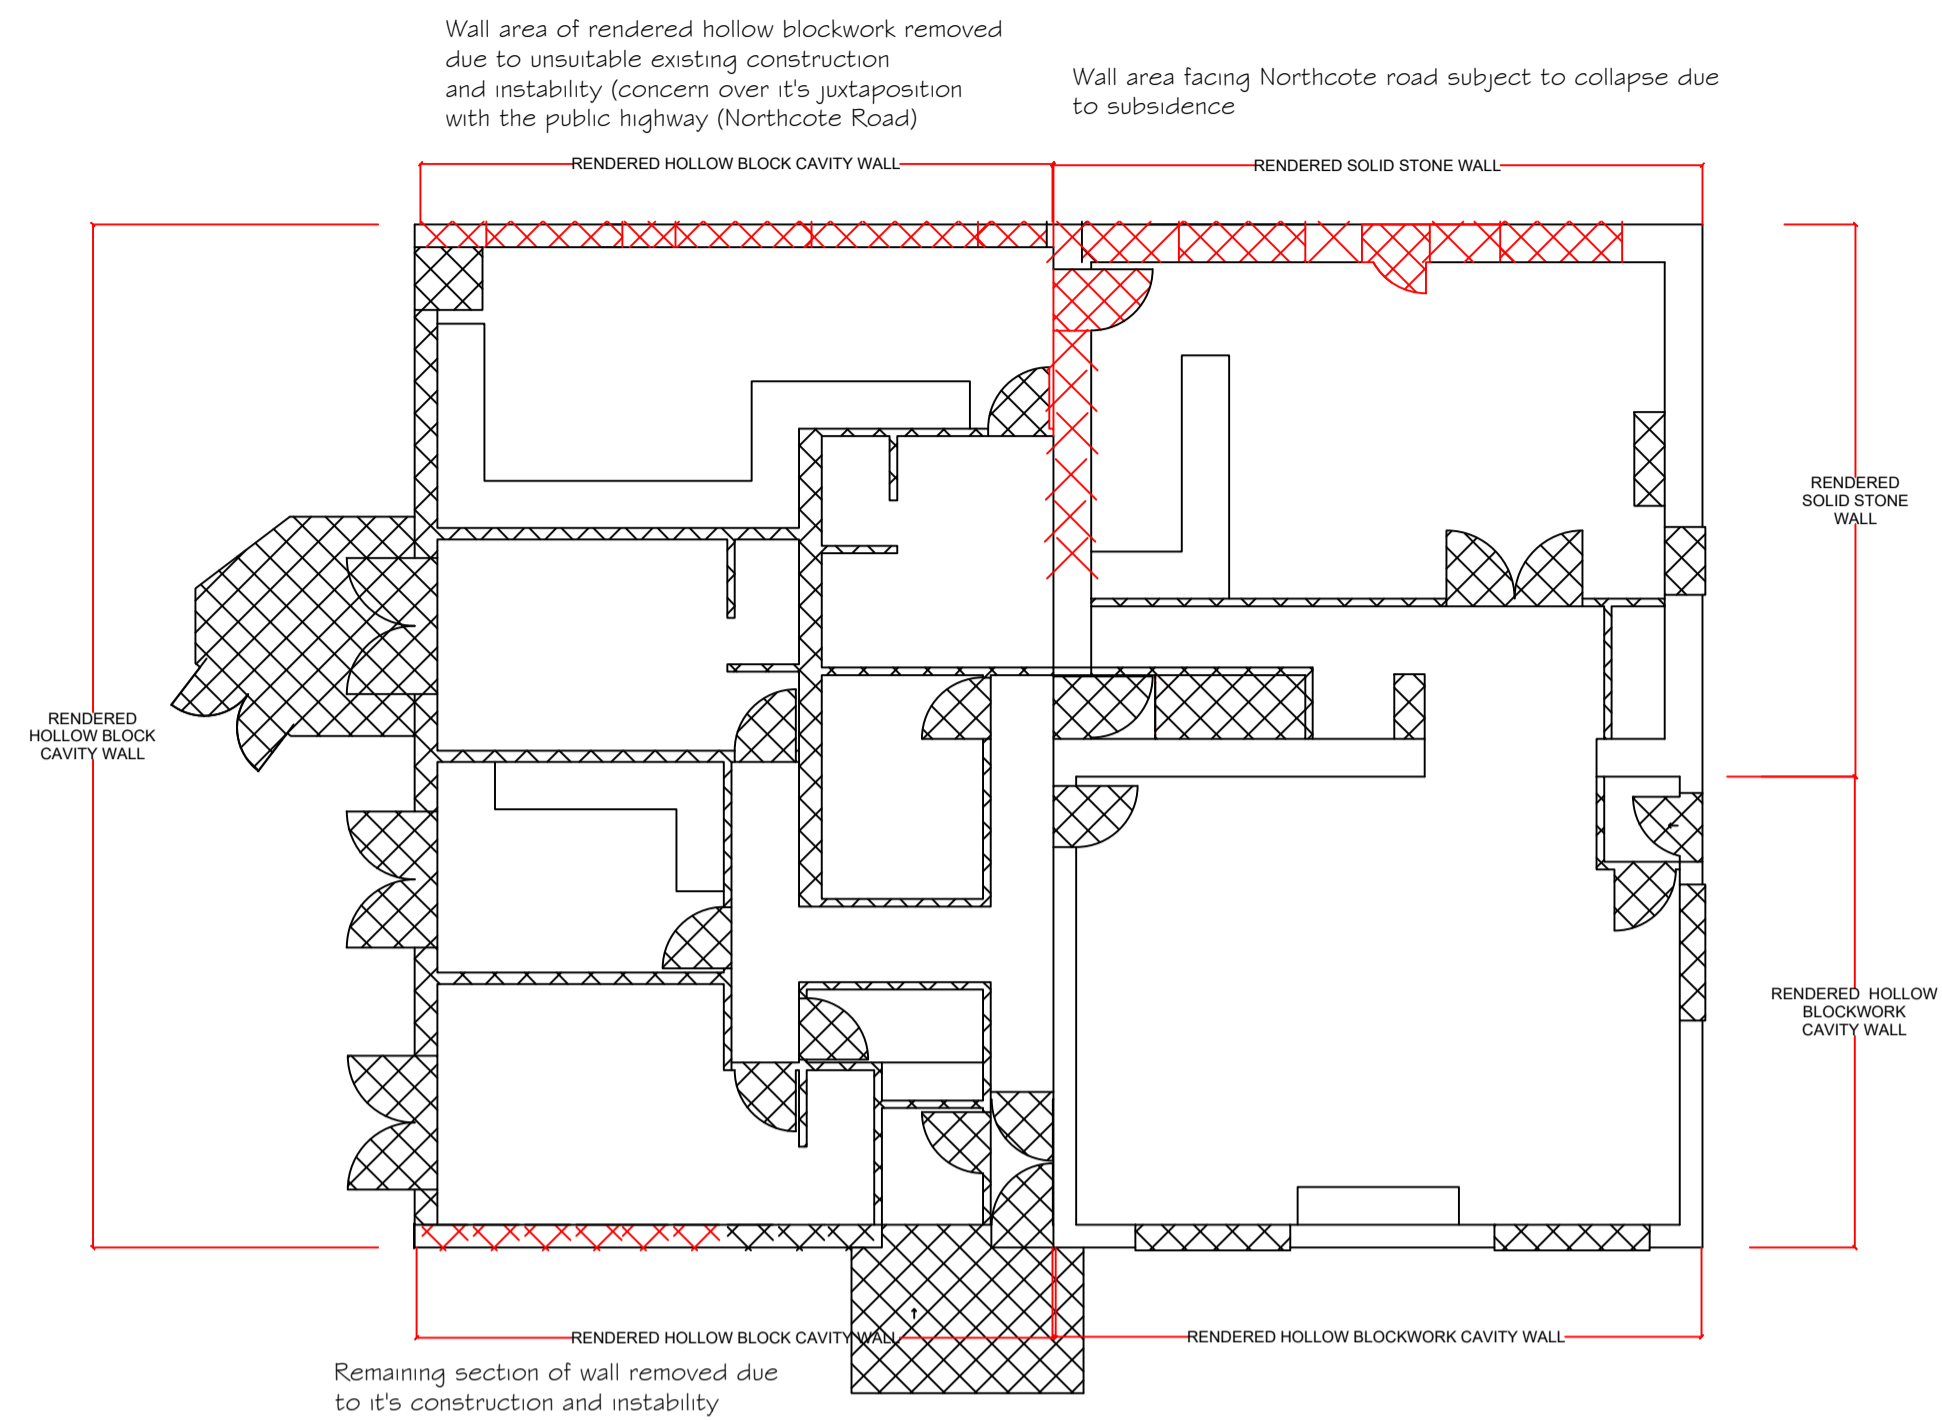 Wall area of rendered hollow blockwork removed
due to unsuitable existing construction
and instability (concern over it's juxtaposition
with the public highway (Northcote Road)
Wall area facing Northcote road subject to collapse due
to subsidence
RENDERED HOLLOW BLOCK CAVITY WALL
RENDERED SOLID STONE WALL
RENDERED
SOLID STONE
WALL
RENDERED
HOLLOW BLOCK
CAVITY WALL
RENDERED HOLLOW
BLOCKWORK
CAVITY WALL
RENDERED HOLLOW BLOCK CAVITY WALL
RENDERED HOLLOW BLOCKWORK CAVITY WALL
Remaining section of wall removed due
to it's construction and instability